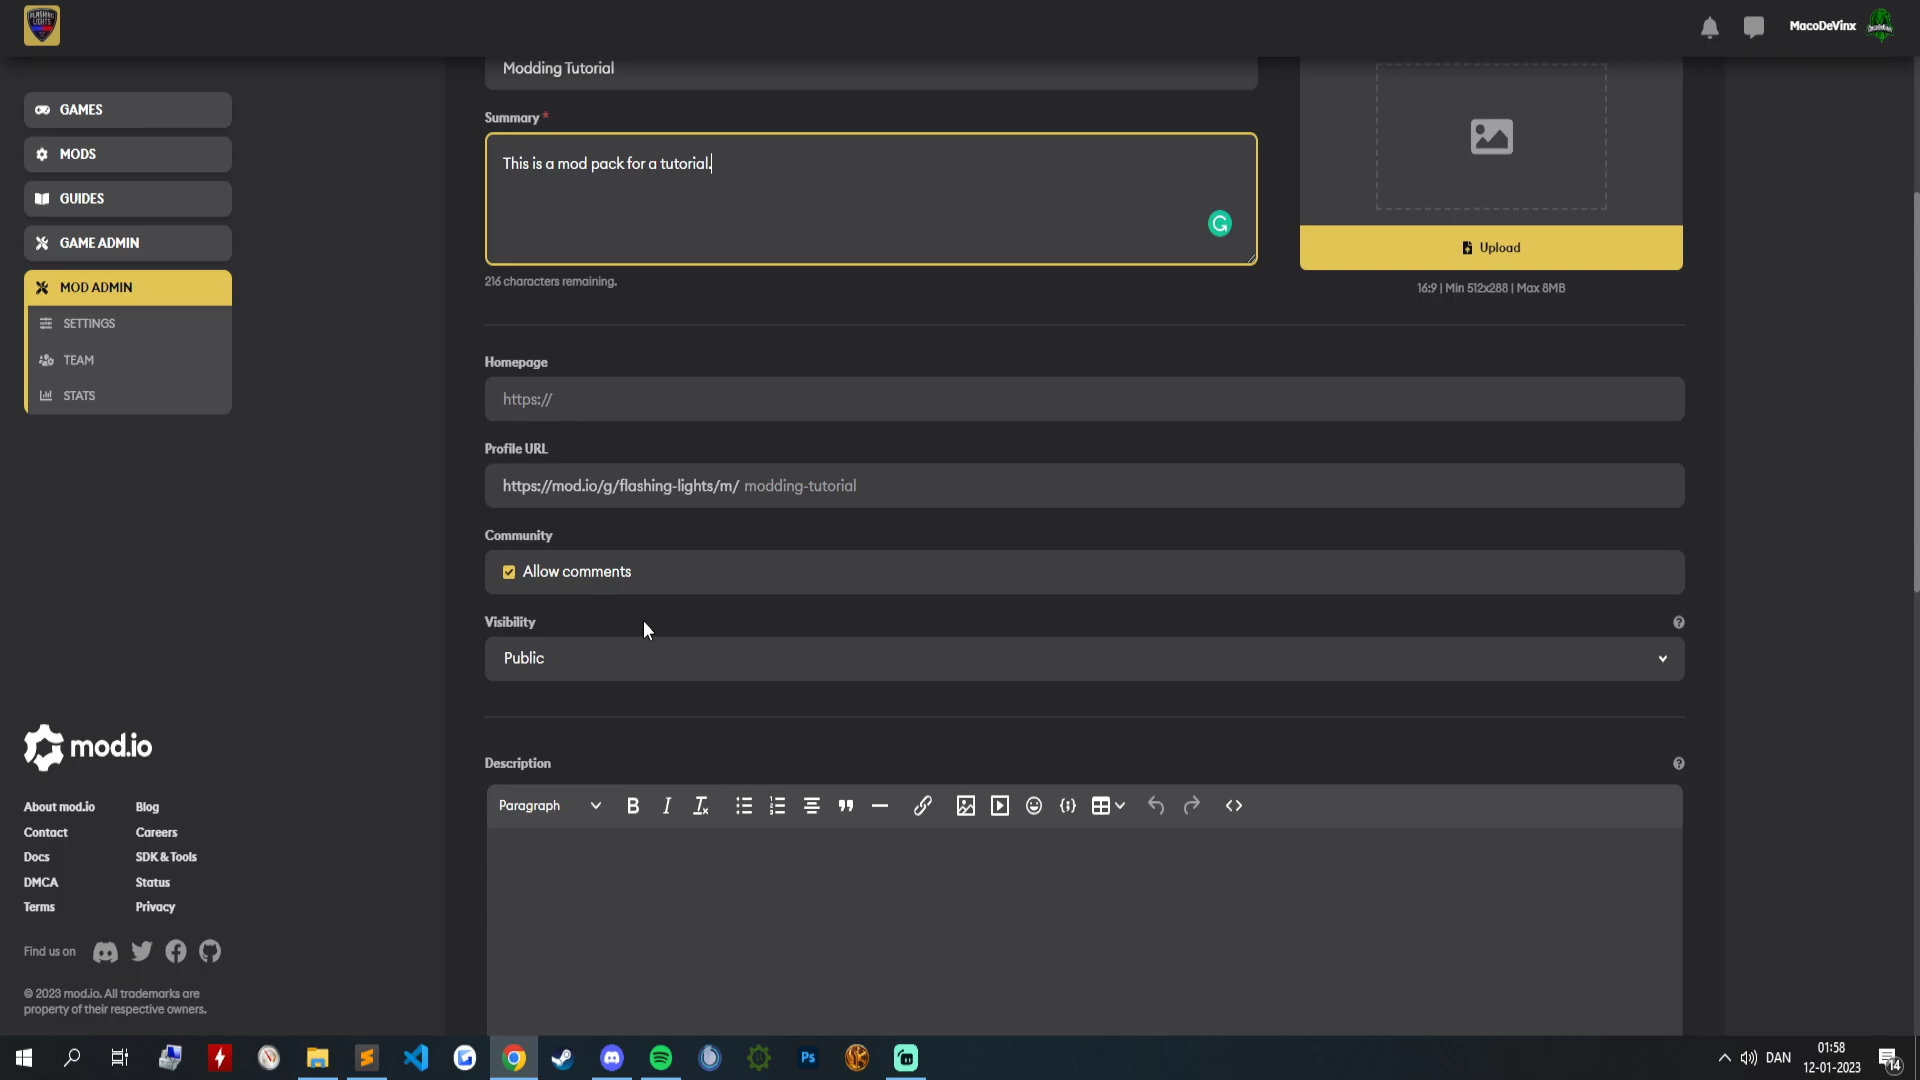 FLASHING
LIGHTS
MacoDeVinx
GAMES
MODS
GUIDES
GAME ADMIN
MOD ADMIN
SETTINGS
TEAM
STATS
Modding Tutorial
Summary *
This is a mod pack for a tutorial.
216 characters remaining.
Upload
16:9 | Min 512x288 | Max 8MB
Homepage
https://
Profile URL
https://mod.io/g/flashing-lights/m/ modding-tutorial
Community
Allow comments
Visibility
Public
Description
Paragraph
mod.io
About mod.io
Blog
Contact
Careers
Docs
SDK & Tools
DMCA
Status
Terms
Privacy
Find us on
© 2023 mod.io. All trademarks are
property of their respective owners.
Ps
DAN
01:58
12-01-2023
14